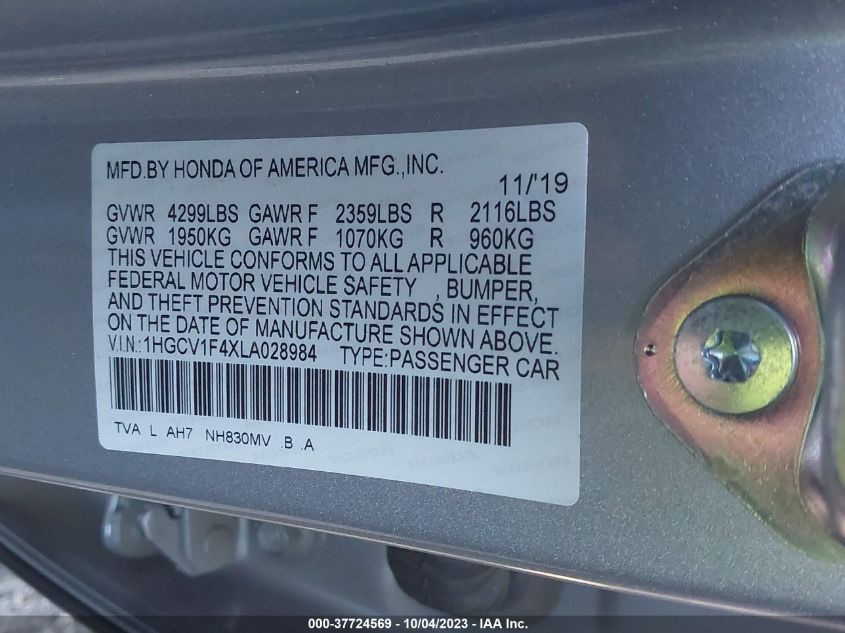 MFD.BY HONDA OF AMERICA MFG.,INC.
11/'19
GVWR 4299LBS GAWR F 2359LBS R 2116LBS
GVWR 1950KG GAWR F 1070KG R 960KG
THIS VEHICLE CONFORMS TO ALL APPLICABLE
FEDERAL MOTOR VEHICLE SAFETY , BUMPER,
AND THEFT PREVENTION STANDARDS IN EFFECT
ON THE DATE OF MANUFACTURE SHOWN ABOVE.
V.I.N.:1HGCV1F4XLA028984 TYPE:PASSENGER CAR
TVA L AH7 NH830MV .B .A
000-37724569 - 10/04/2023 - IAA Inc.